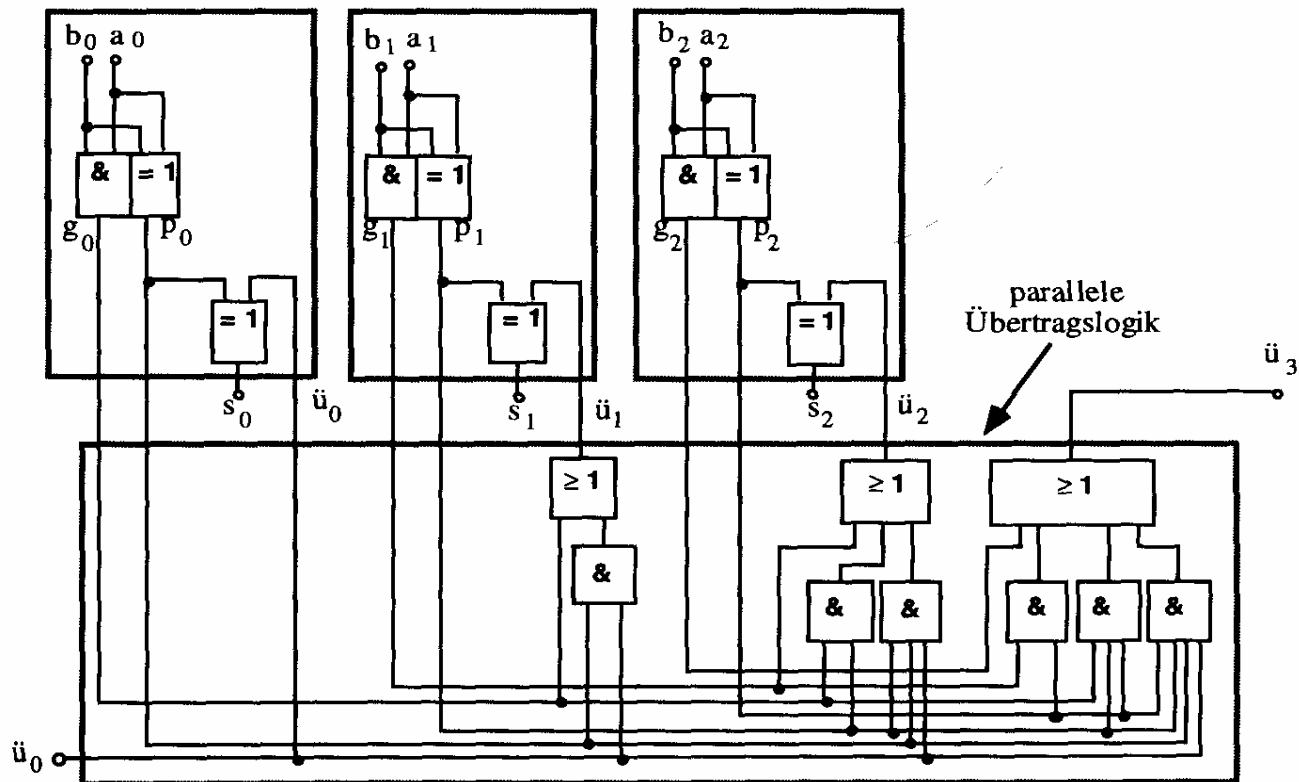 b₀ a₀ b₁ a₁ b₂ a₂
& = 1 & = 1 & = 1
g₀ p₀ g₁ p₁ g₂ p₂
= 1 = 1 = 1
parallele
Übertragslogik
s₀ ü₀ s₁ ü₁ s₂ ü₂ ü₃
≥ 1 ≥ 1 ≥ 1
&
& & & & &
ü₀